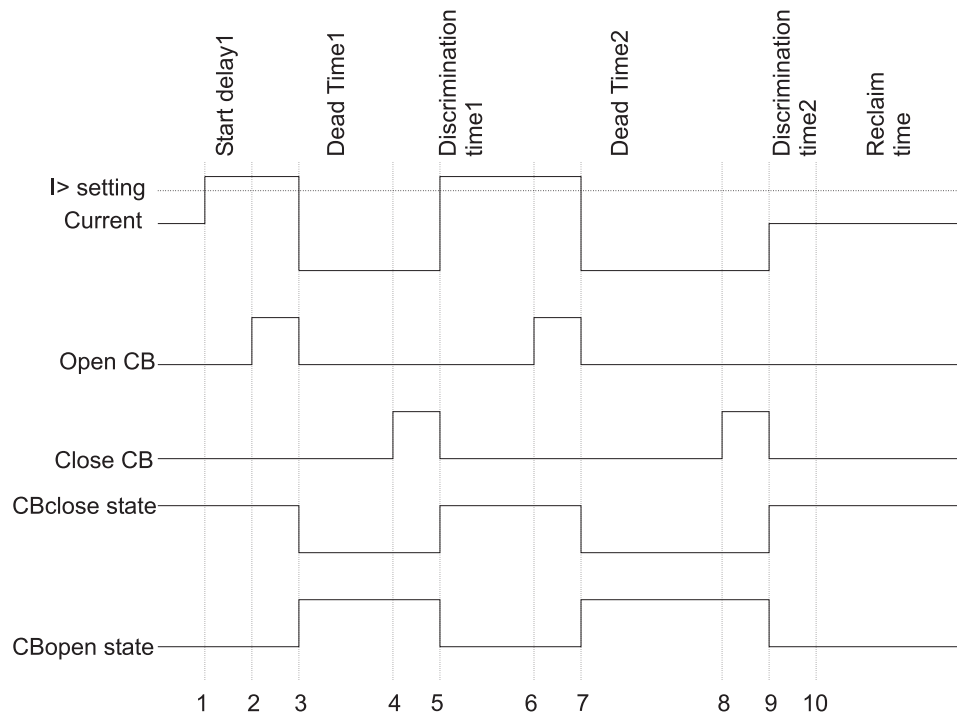 Start delay1
Dead Time1
Discrimination
time1
Dead Time2
Discrimination
time2
Reclaim
time
I> setting
Current
Open CB
Close CB
CBclose state
CBopen state
1 2 3 4 5 6 7 8 9 10